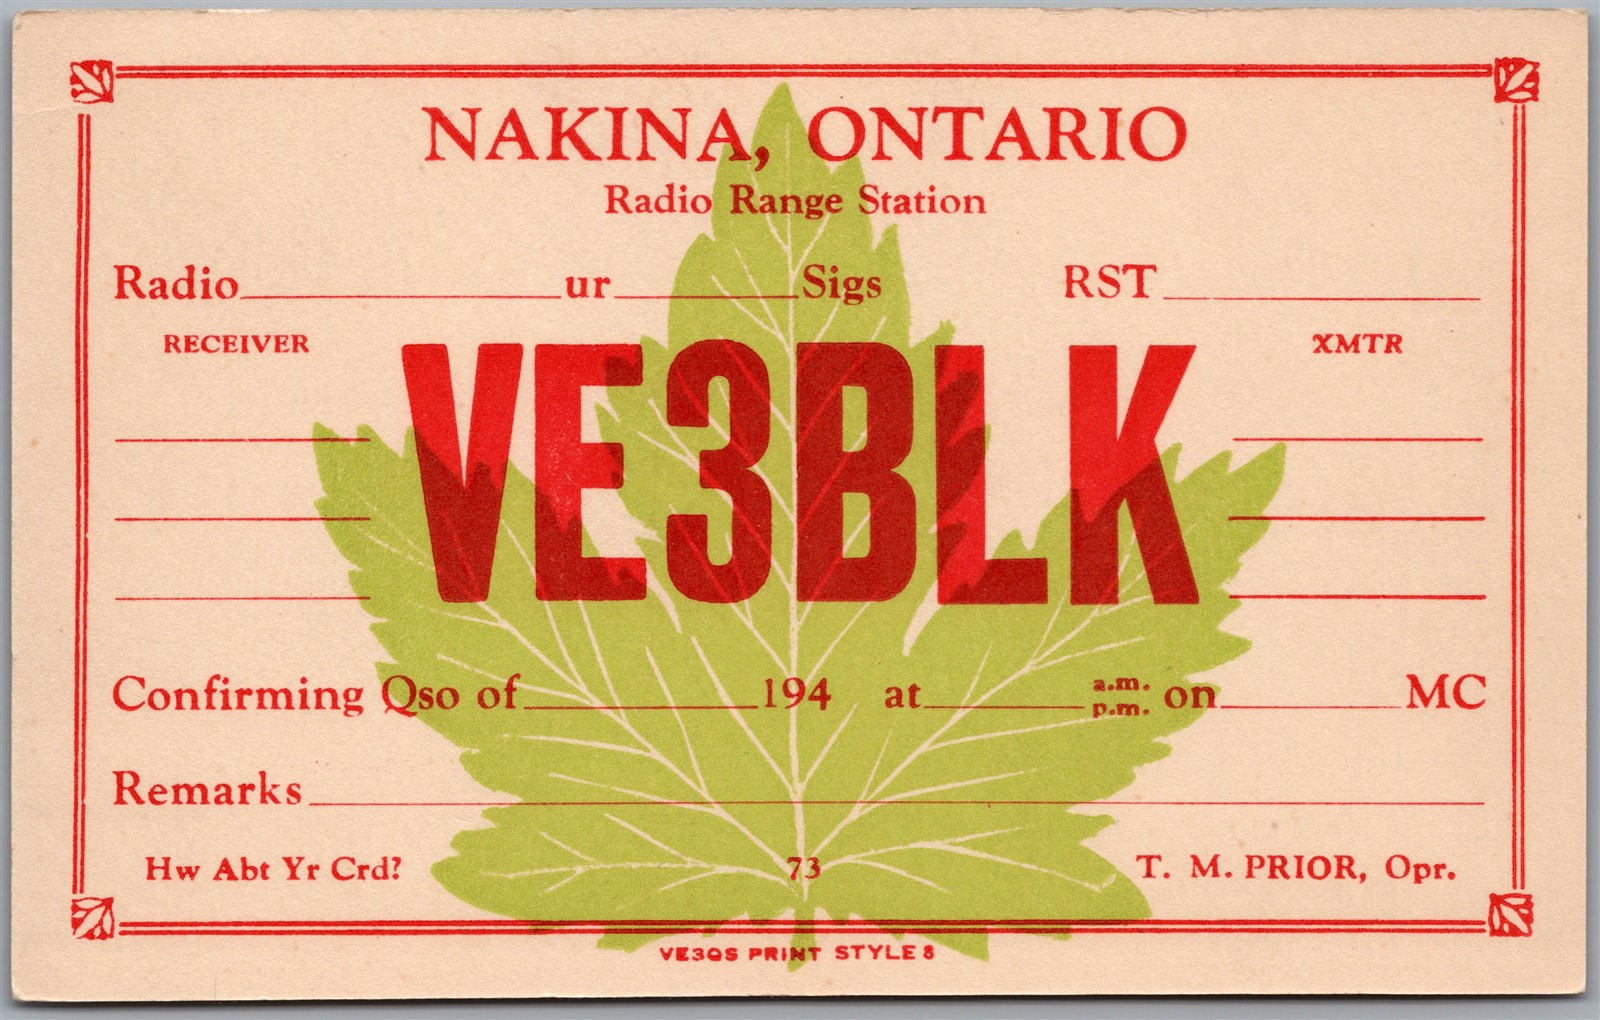 NAKINA, ONTARIO
Radio Range Station
Radio ur Sigs RST
RECEIVER XMTR
VE3BLK
Confirming Qso of 194 at a.m. p.m. on MC
Remarks
Hw Abt Yr Crd? 73 T. M. PRIOR, Opr.
VE3QS PRINT STYLE 8